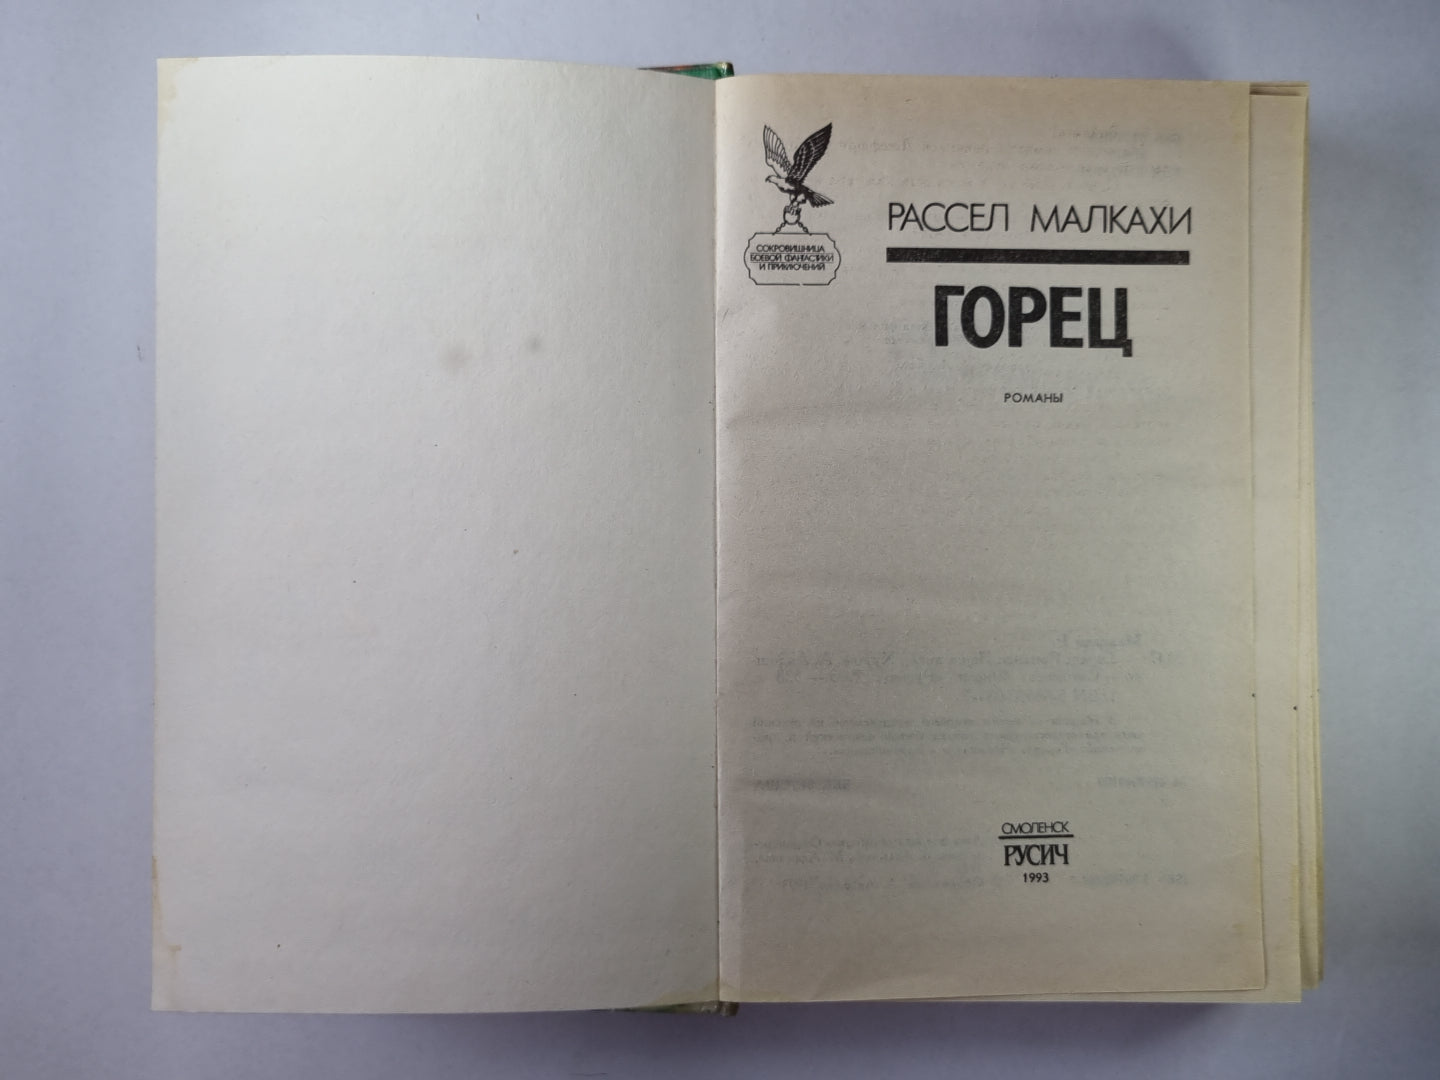 СОКРОВИЩНИЦА
БОЕВОЙ ФАНТАСТИКИ
И ПРИКЛЮЧЕНИЙ
РАССЕЛ МАЛКАХИ
ГОРЕЦ
РОМАНЫ
СМОЛЕНСК
РУСИЧ
1993